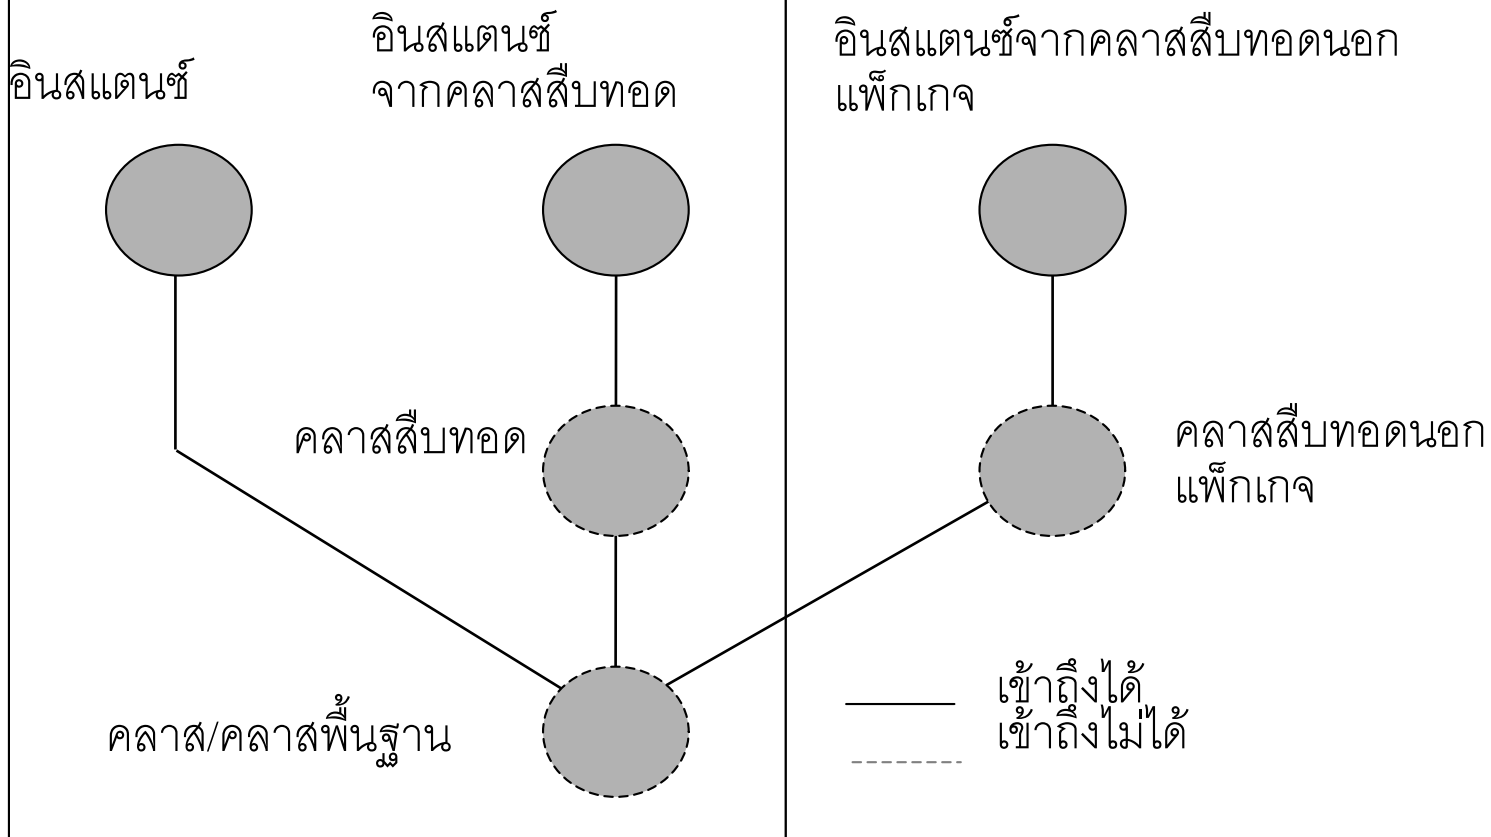 อินสแตนซ์
อินสแตนซ์
จากคลาสสืบทอด
อินสแตนซ์จากคลาสสืบทอดนอก
แพ็กเกจ
คลาสสืบทอด
คลาสสืบทอดนอก
แพ็กเกจ
คลาส/คลาสพื้นฐาน
เข้าถึงได้
เข้าถึงไม่ได้